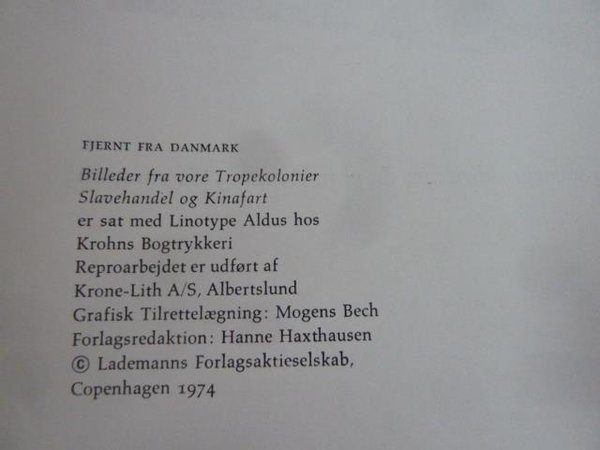 FJERNT FRA DANMARK
Billeder fra vore Tropekolonier
Slavehandel og Kinafart
er sat med Linotype Aldus hos
Krohns Bogtrykkeri
Reproarbejdet er udført af
Krone-Lith A/S, Albertslund
Grafisk Tilrettelægning: Mogens Bech
Forlagsredaktion: Hanne Haxthausen
© Lademanns Forlagsaktieselskab,
Copenhagen 1974